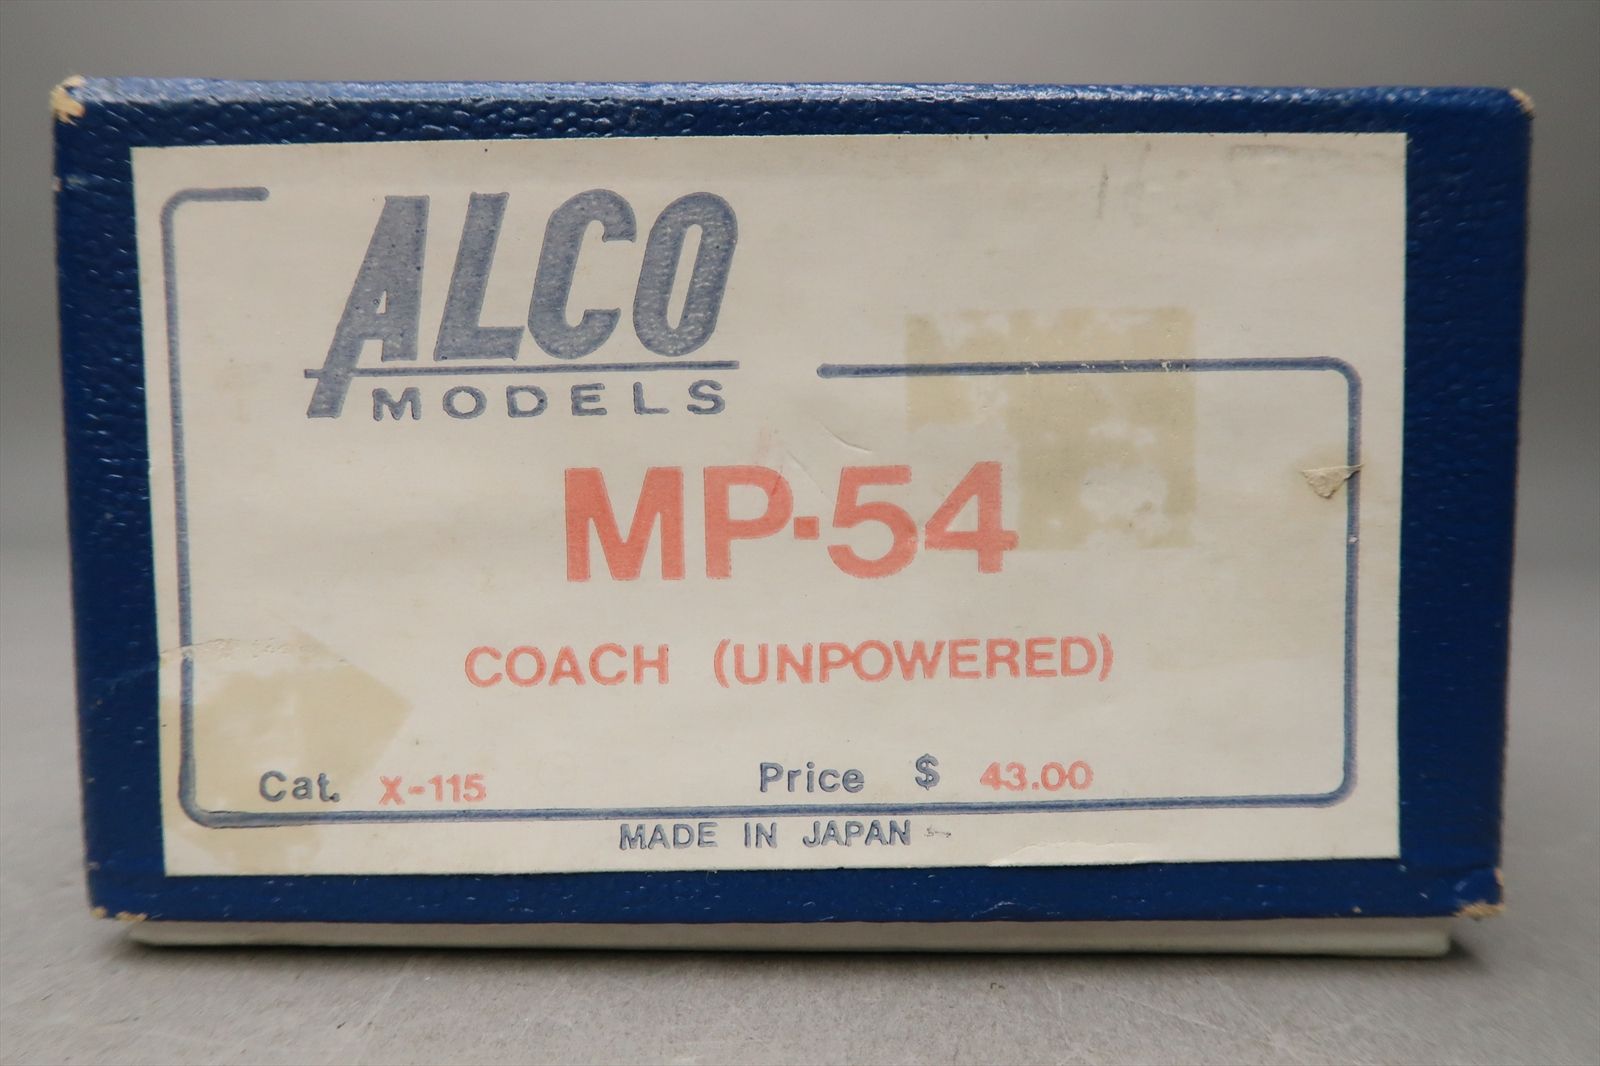 ALCO
MODELS
MP-54
COACH (UNPOWERED)
Cat. X-115 Price $ 43.00
MADE IN JAPAN